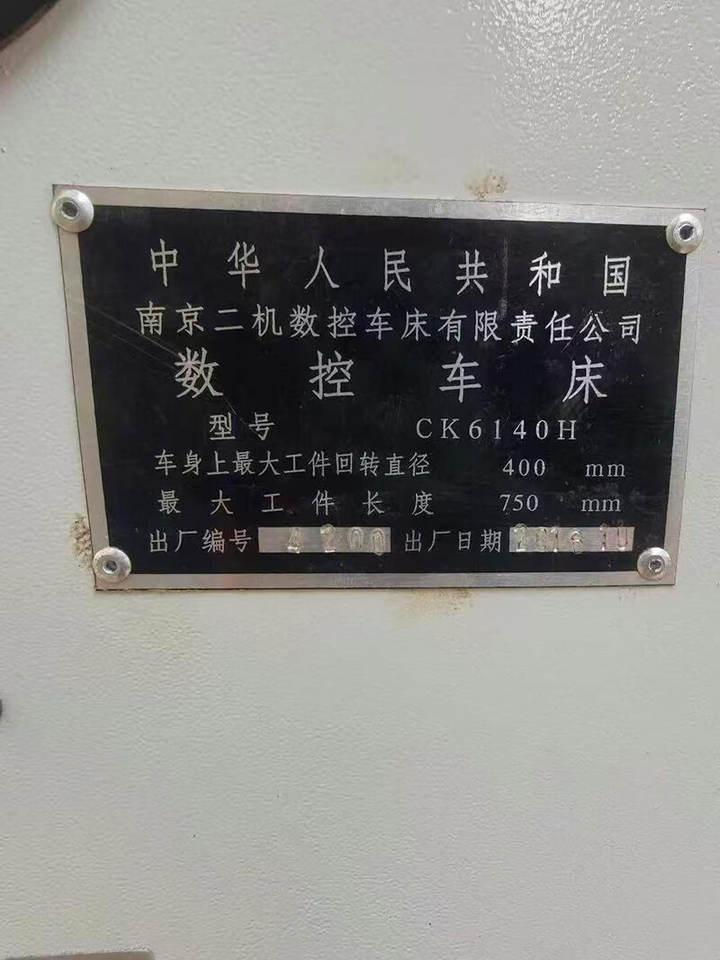 中华人民共和国
南京二机数控车床有限责任公司
数控车床
型号 CK6140H
车身上最大工件回转直径 400 mm
最大工件长度 750 mm
出厂编号 4200 出厂日期